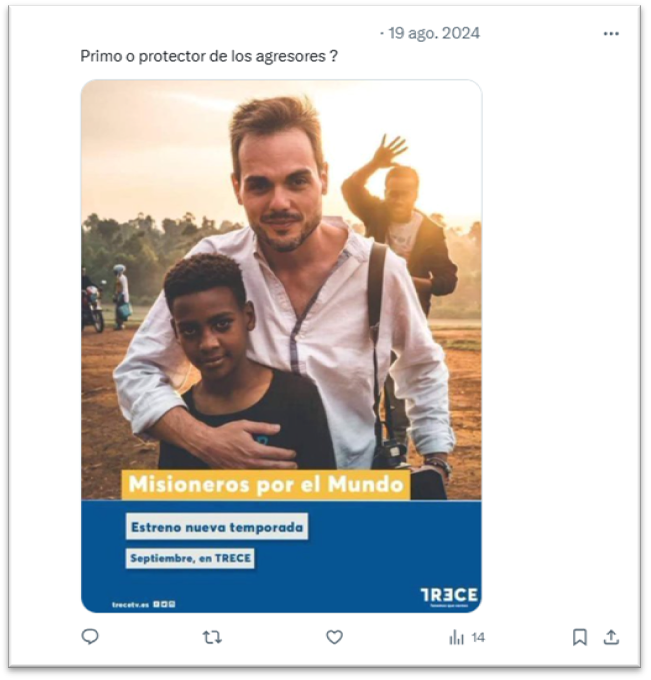 · 19 ago. 2024
Primo o protector de los agresores ?
Misioneros por el Mundo
Estreno nueva temporada
Septiembre, en TRECE
trecetv.es
TRECE
14